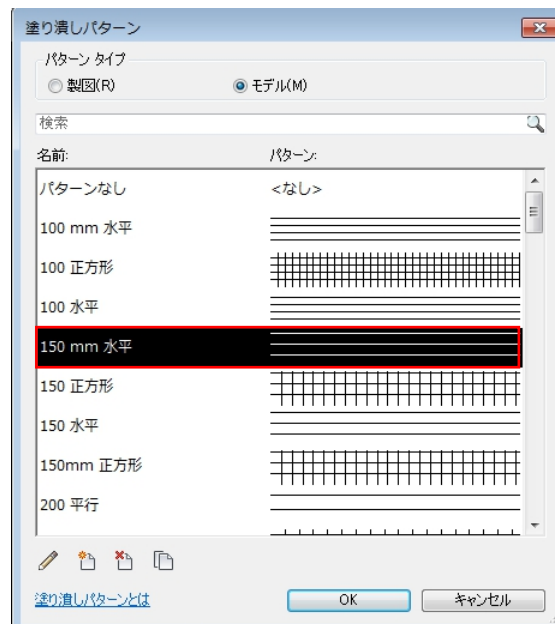 塗り潰しパターン
パターン タイプ
製図(R) モデル(M)
検索
名前: パターン:
パターンなし <なし>
100 mm 水平
100 正方形
100 水平
150 mm 水平
150 正方形
150 水平
150mm 正方形
200 平行
塗り潰しパターンとは OK キャンセル